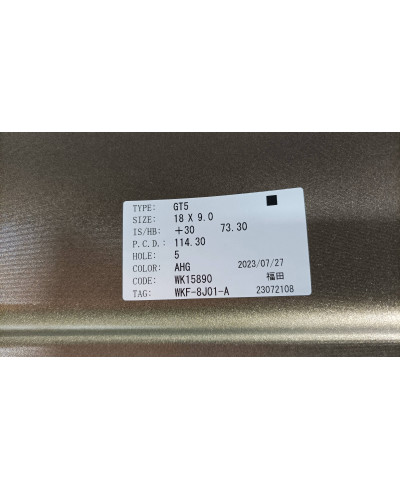 TYPE: GT5
SIZE: 18 X 9.0
IS/HB: +30 73.30
P.C.D.: 114.30
HOLE: 5
COLOR: AHG 2023/07/27
CODE: WK15890 福田
TAG: WKF-8J01-A 23072108